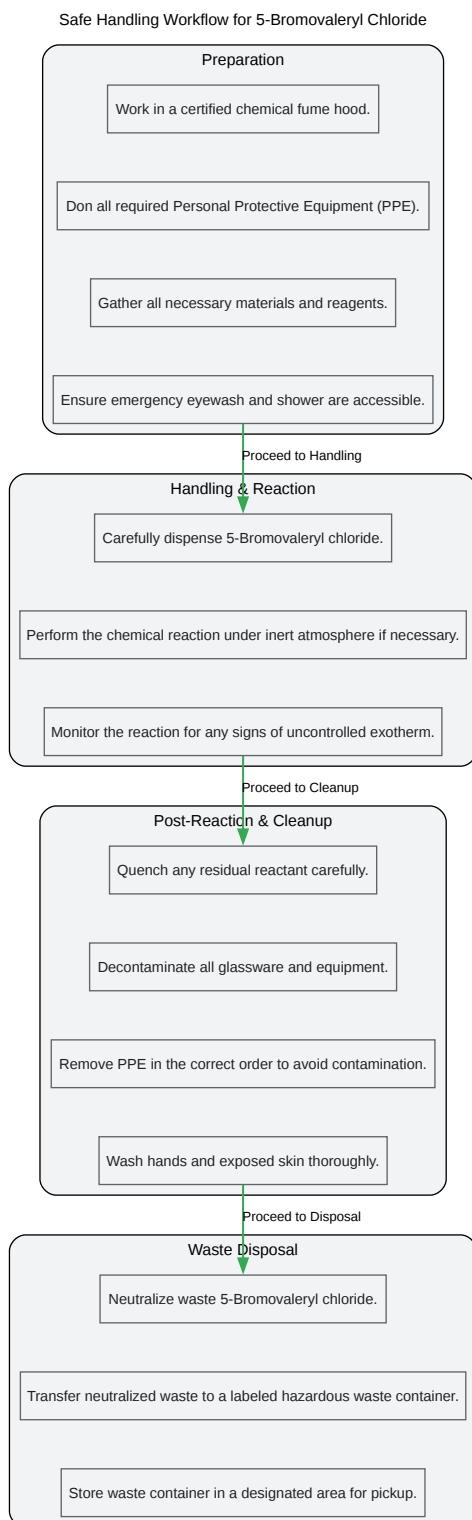 Safe Handling Workflow for 5-Bromovaleryl Chloride
Preparation
Work in a certified chemical fume hood.
Don all required Personal Protective Equipment (PPE).
Gather all necessary materials and reagents.
Ensure emergency eyewash and shower are accessible.
Proceed to Handling
Handling & Reaction
Carefully dispense 5-Bromovaleryl chloride.
Perform the chemical reaction under inert atmosphere if necessary.
Monitor the reaction for any signs of uncontrolled exotherm.
Proceed to Cleanup
Post-Reaction & Cleanup
Quench any residual reactant carefully.
Decontaminate all glassware and equipment.
Remove PPE in the correct order to avoid contamination.
Wash hands and exposed skin thoroughly.
Proceed to Disposal
Waste Disposal
Neutralize waste 5-Bromovaleryl chloride.
Transfer neutralized waste to a labeled hazardous waste container.
Store waste container in a designated area for pickup.